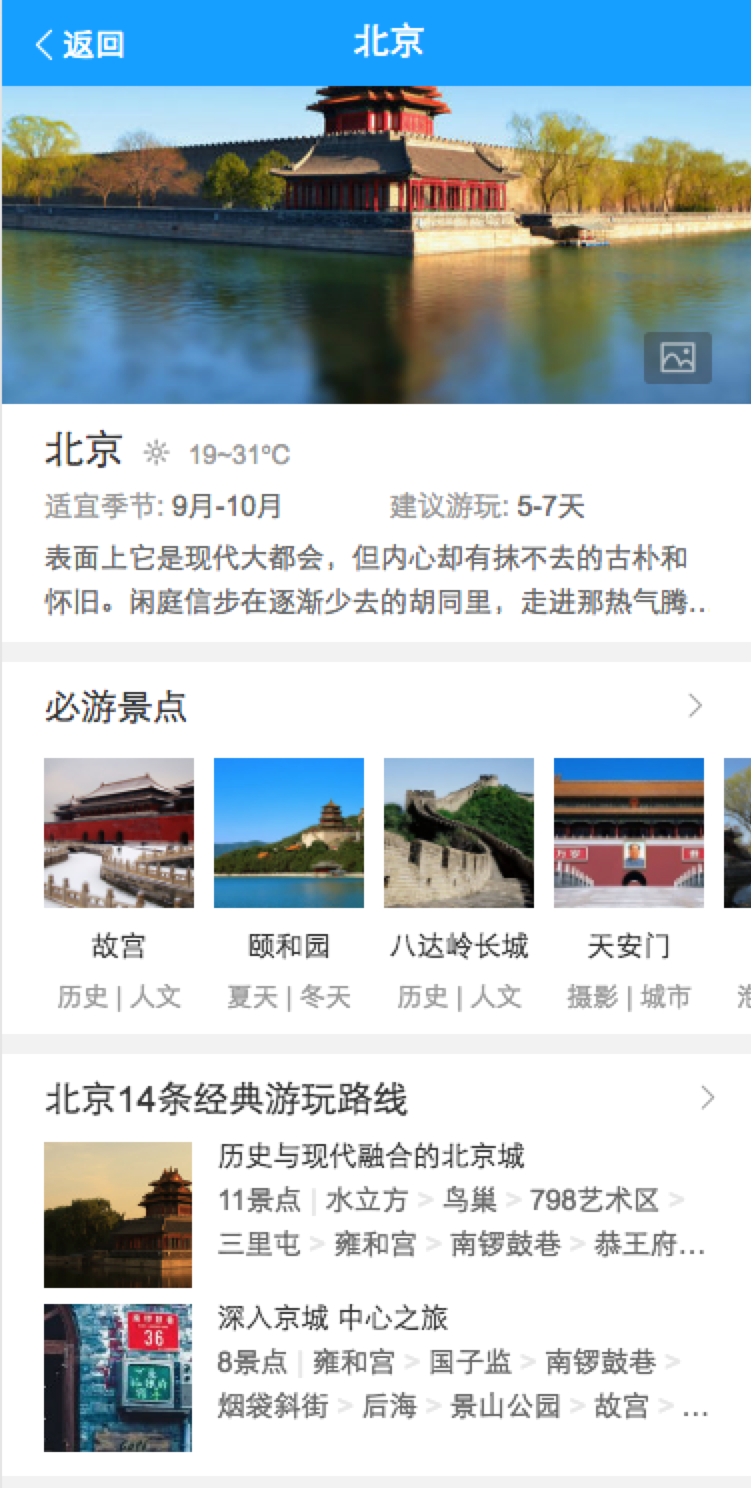 返回
北京
北京 19~31℃
适宜季节: 9月-10月 建议游玩: 5-7天
表面上它是现代大都会，但内心却有抹不去的古朴和
怀旧。闲庭信步在逐渐少去的胡同里，走进那热气腾..
必游景点
故宫 颐和园 八达岭长城 天安门
历史 | 人文 夏天 | 冬天 历史 | 人文 摄影 | 城市
北京14条经典游玩路线
历史与现代融合的北京城
11景点 | 水立方 > 鸟巢 > 798艺术区 >
三里屯 > 雍和宫 > 南锣鼓巷 > 恭王府...
南锣鼓巷
36
深入京城 中心之旅
8景点 | 雍和宫 > 国子监 > 南锣鼓巷 >
烟袋斜街 > 后海 > 景山公园 > 故宫 > ...